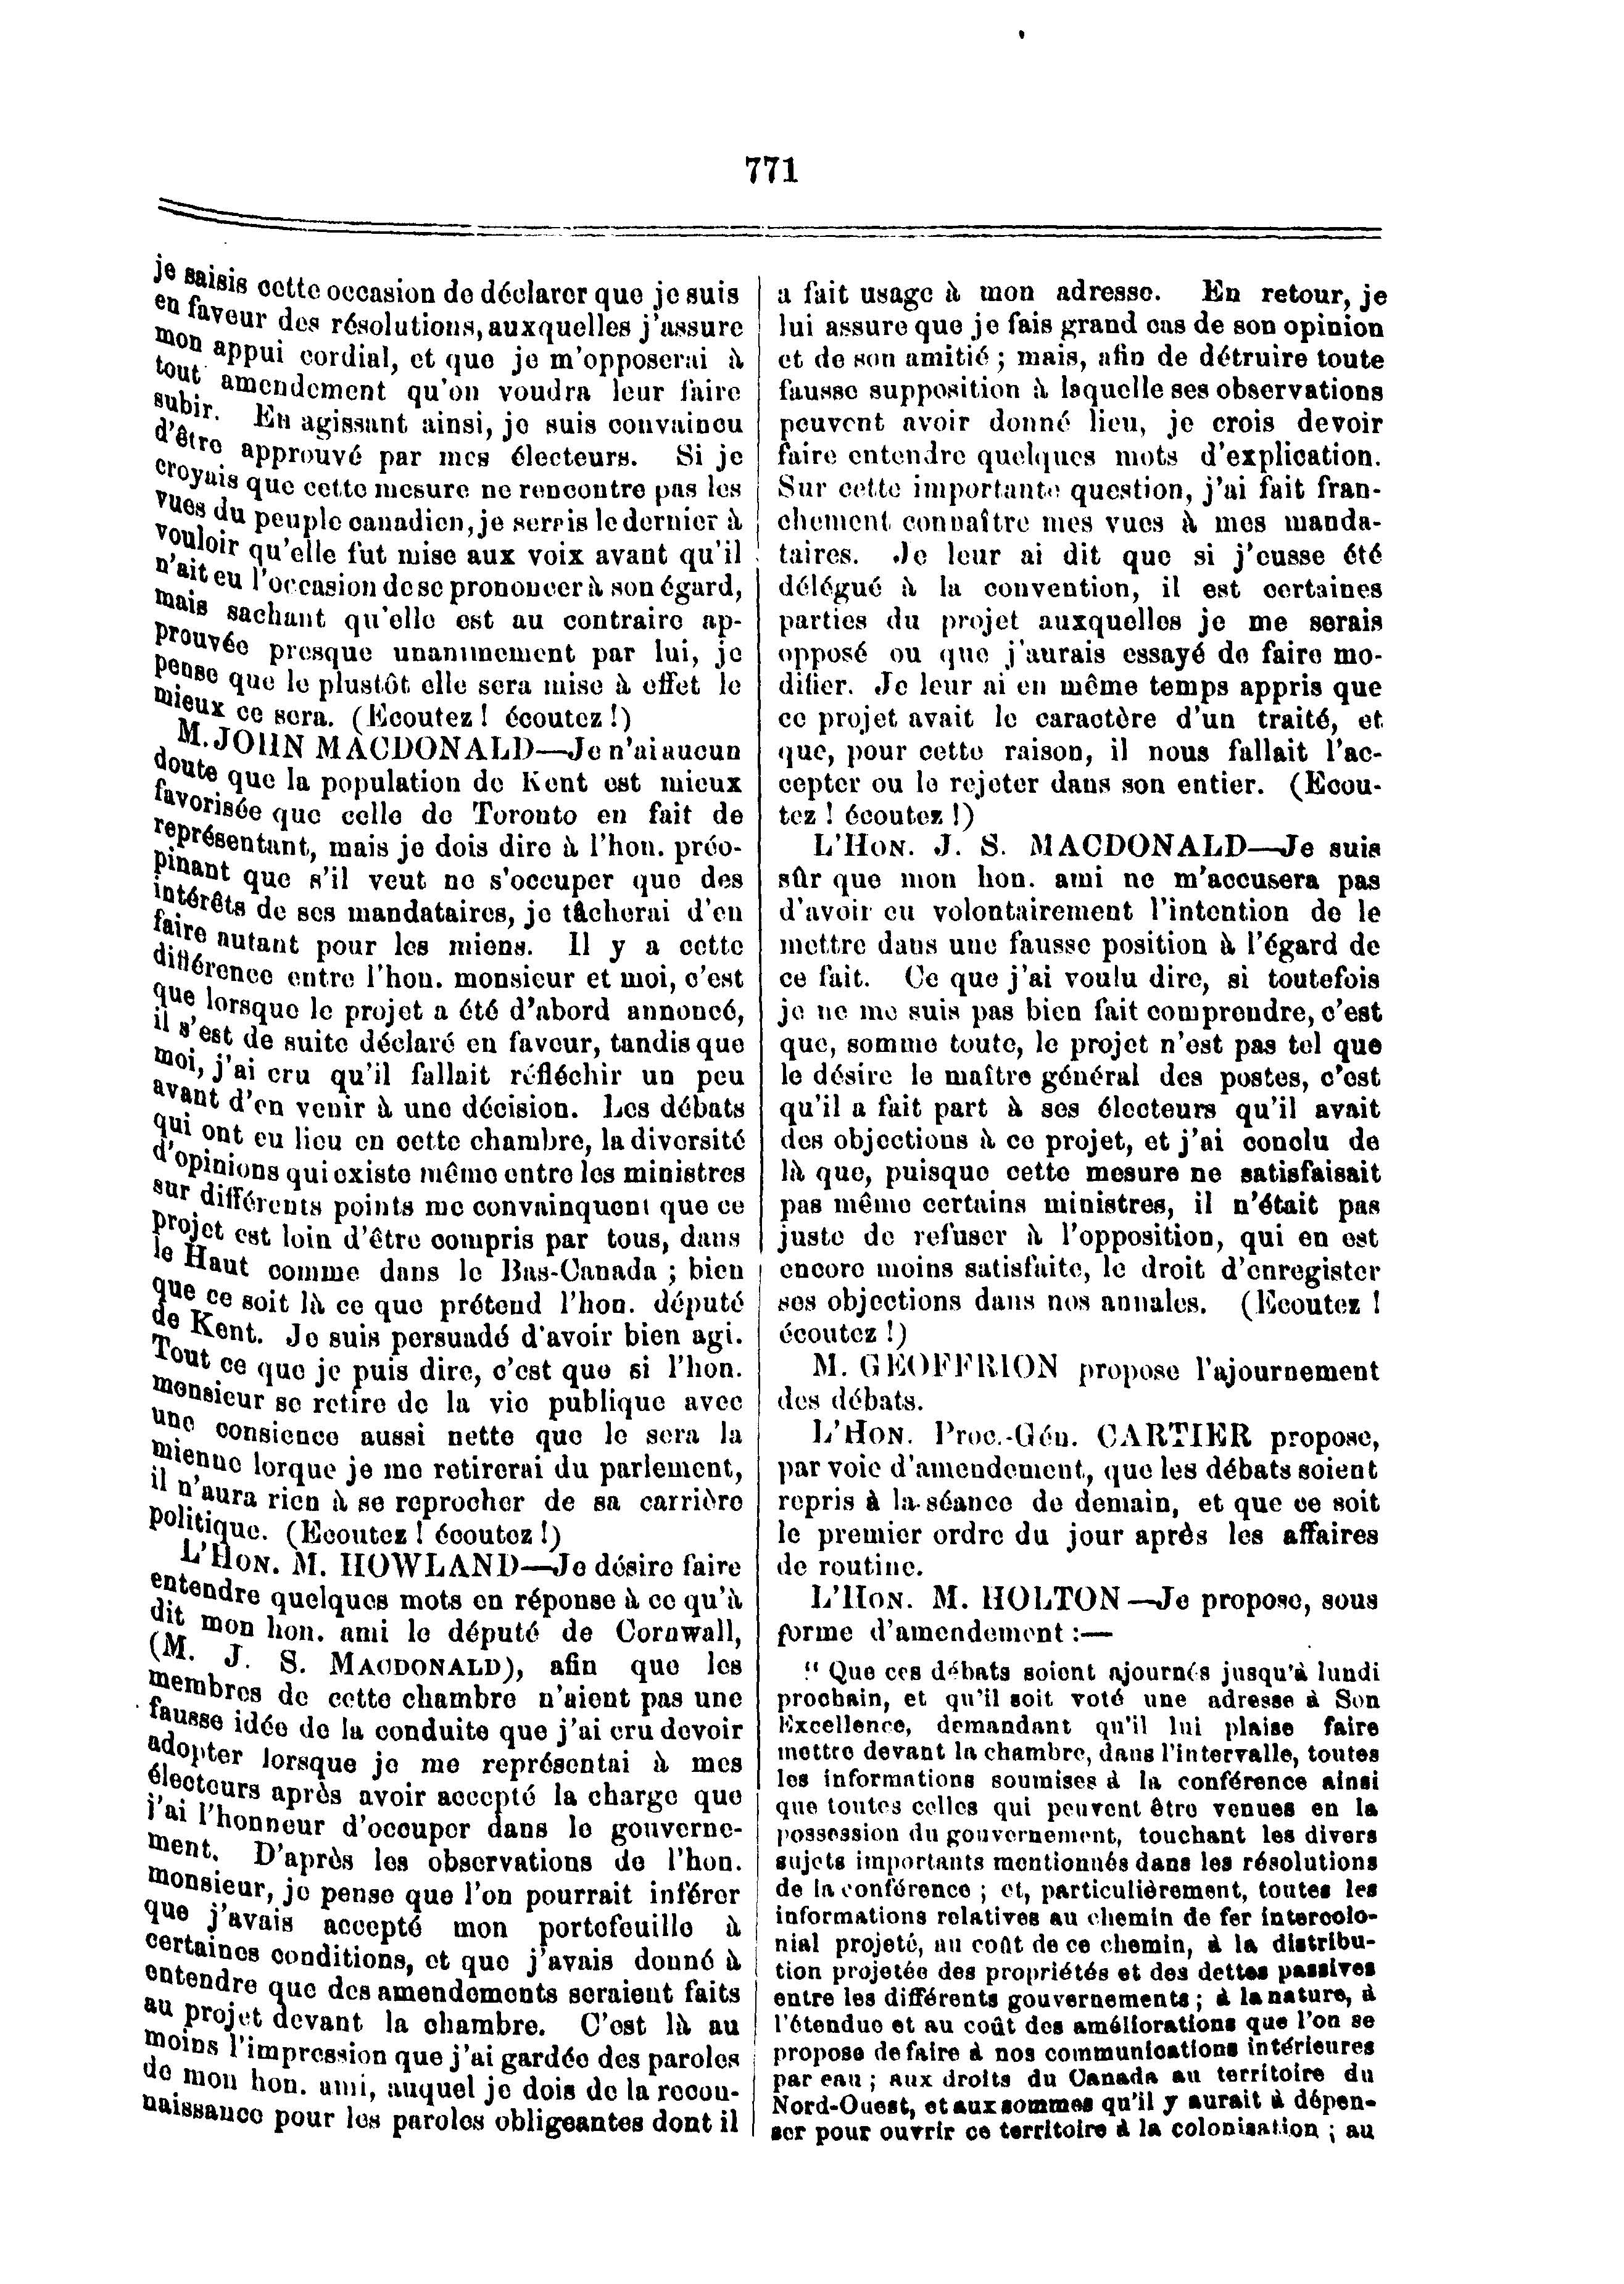 771
je saisis cette occasion de déclarer que je suis
en faveur des résolutions, auxquelles j'assure
mon appui cordial, et que je m'opposerai à
tout amendement qu'on voudra leur faire
subir. En agissant ainsi, je suis convaincu
d'être approuvé par mes électeurs. Si je
croyais que cette mesure ne rencontre pas les
vues du peuple canadien, je serais le dernier à
vouloir qu'elle fut mise aux voix avant qu'il
n'ait eu l'occasion de se prononcer à son égard,
mais sachant qu'elle est au contraire ap-
prouvée presque unanimement par lui, je
pense que le plustôt elle sera mise à effet le
mieux ce sera. (Ecoutez ! écoutez !)
M. JOHN MACDONALD—Je n'ai aucun
doute que la population de Kent est mieux
favorisée que celle de Toronto en fait de
représentant, mais je dois dire à l'hon. préo-
pinant que s'il veut ne s'occuper que des
intérêts de ses mandataires, je tâcherai d'en
faire autant pour les miens. Il y a cette
différence entre l'hon. monsieur et moi, c'est
que lorsque le projet a été d'abord annoncé,
il s'est de suite déclaré en faveur, tandis que
moi, j'ai cru qu'il fallait réfléchir un peu
avant d'en venir à une décision. Les débats
qui ont eu lieu en cette chambre, la diversité
d'opinions qui existe même entre les ministres
sur différents points me convainquent que ce
projet est loin d'être compris par tous, dans
le Haut comme dans le Bas-Canada ; bien
que ce soit là ce que prétend l'hon. député
de Kent. Je suis persuadé d'avoir bien agi.
Tout ce que je puis dire, c'est que si l'hon.
monsieur se retire de la vie publique avec
une consience aussi nette que le sera la
mienne lorque je me retirerai du parlement,
il n'aura rien à se reprocher de sa carrière
politique. (Ecoutez ! écoutez !)
L'HON. M. HOWLAND—Je désire faire
entendre quelques mots en réponse à ce qu'à
dit mon hon. ami le député de Cornwall,
(M. J. S. MACDONALD), afin que les
membres de cette chambre n'aient pas une
fausse idée de la conduite que j'ai cru devoir
adopter lorsque je me représentai à mes
électeurs après avoir accepté la charge que
j'ai l'honneur d'occuper dans le gouverne-
ment. D'après les observations de l'hon.
monsieur, je pense que l'on pourrait inférer
que j'avais accepté mon portefeuille à
certaines conditions, et que j'avais donné à
entendre que des amendements seraient faits
au projet devant la chambre. C'est là au
moins l'impression que j'ai gardée des paroles
de mon hon. ami, auquel je dois de la recon-
naissance pour les paroles obligeantes dont il
a fait usage à mon adresse. En retour, je
lui assure que je fais grand cas de son opinion
et de son amitié ; mais, afin de détruire toute
fausse supposition à laquelle ses observations
peuvent avoir donné lieu, je crois devoir
faire entendre quelques mots d'explication.
Sur cette importante question, j'ai fait fran-
chement connaître mes vues à mes manda-
taires. Je leur ai dit que si j'eusse été
délégué à la convention, il est certaines
parties du projet auxquelles je me serais
opposé ou que j'aurais essayé de faire mo-
difier. Je leur ai en même temps appris que
ce projet avait le caractère d'un traité, et
que, pour cette raison, il nous fallait l'ac-
cepter ou le rejeter dans son entier. (Ecou-
tez ! écoutez !)
L'HON. J. S. MACDONALD—Je suis
sûr que mon hon. ami ne m'accusera pas
d'avoir eu volontairement l'intention de le
mettre dans une fausse position à l'égard de
ce fait. Ce que j'ai voulu dire, si toutefois
je ne me suis pas bien fait comprendre, c'est
que, somme toute, le projet n'est pas tel que
le désire le maître général des postes, c'est
qu'il a fait part à ses électeurs qu'il avait
des objections à ce projet, et j'ai conclu de
là que, puisque cette mesure ne satisfaisait
pas même certains ministres, il n'était pas
juste de refuser à l'opposition, qui en est
encore moins satisfaite, le droit d'enregister
ses objections dans nos annales. (Ecoutez !
écoutez !)
M. GEOFFRION propose l'ajournement
des débats.
L'HON. Proc.-Gén. CARTIER propose,
par voie d'amendement, que les débats soient
repris à la séance de demain, et que ce soit
le premier ordre du jour après les affaires
de routine.
L'HON. M. HOLTON—Je propose, sous
forme d'amendement :—
" Que ces débats soient ajournés jusqu'à lundi
prochain, et qu'il soit voté une adresse à Son
Excellence, demandant qu'il lui plaise faire
mettre devant la chambre, dans l'intervalle, toutes
les informations soumises à la conférence ainsi
que toutes celles qui peuvent être venues en la
possession du gouvernement, touchant les divers
sujets importants mentionnés dans les résolutions
de la conférence ; et, particulièrement, toutes les
informations relatives au chemin de fer intercolo-
nial projeté, au coût de ce chemin, à la distribu-
tion projetée des propriétés et des dettes passives
entre les différents gouvernements ; à la nature, à
l'étendue et au coût des améliorations que l'on se
propose de faire à nos communications intérieures
par eau ; aux droits du Canada au territoire du
Nord-Ouest, et aux sommes qu'il y aurait à dépen-
ser pour ouvrir ce territoire à la colonisation ; au